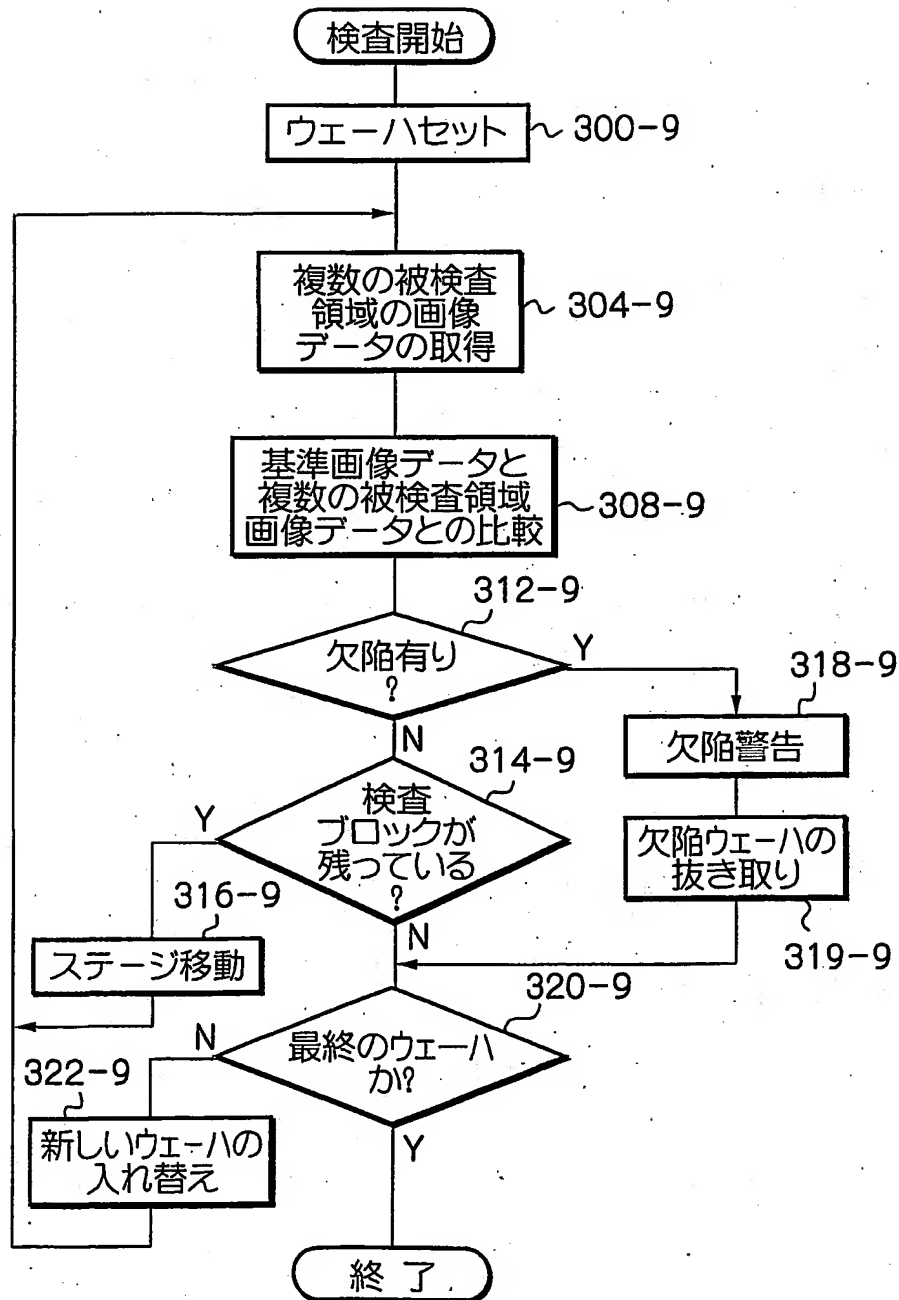 検査開始
ウェーハセット
300-9
複数の被検査
領域の画像
データの取得
304-9
基準画像データと
複数の被検査領域
画像データとの比較
308-9
312-9
欠陥有り
?
Y
N
318-9
欠陥警告
314-9
検査
ブロックが
残っている
?
Y
N
欠陥ウェーハの
抜き取り
319-9
316-9
ステージ移動
320-9
最終のウェーハ
か?
N
Y
322-9
新しいウェーハの
入れ替え
終了